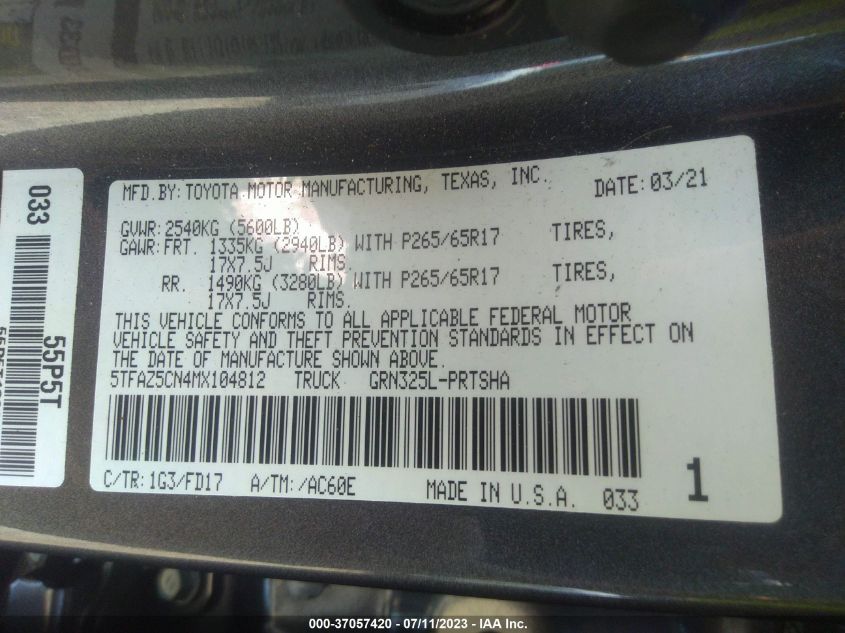 033
55P5T
MFD.BY:TOYOTA MOTOR MANUFACTURING, TEXAS, INC. DATE:03/21
GVWR:2540KG (5600LB)
GAWR:FRT. 1335KG (2940LB) WITH P265/65R17 TIRES,
17X7.5J RIMS
RR. 1490KG (3280LB) WITH P265/65R17 TIRES,
17X7.5J RIMS.
THIS VEHICLE CONFORMS TO ALL APPLICABLE FEDERAL MOTOR
VEHICLE SAFETY AND THEFT PREVENTION STANDARDS IN EFFECT ON
THE DATE OF MANUFACTURE SHOWN ABOVE.
5TFAZ5CN4MX104812 TRUCK GRN325L-PRTSHA
C/TR:1G3/FD17 A/TM:/AC60E MADE IN U.S.A. 033 1
000-37057420 - 07/11/2023 - IAA Inc.